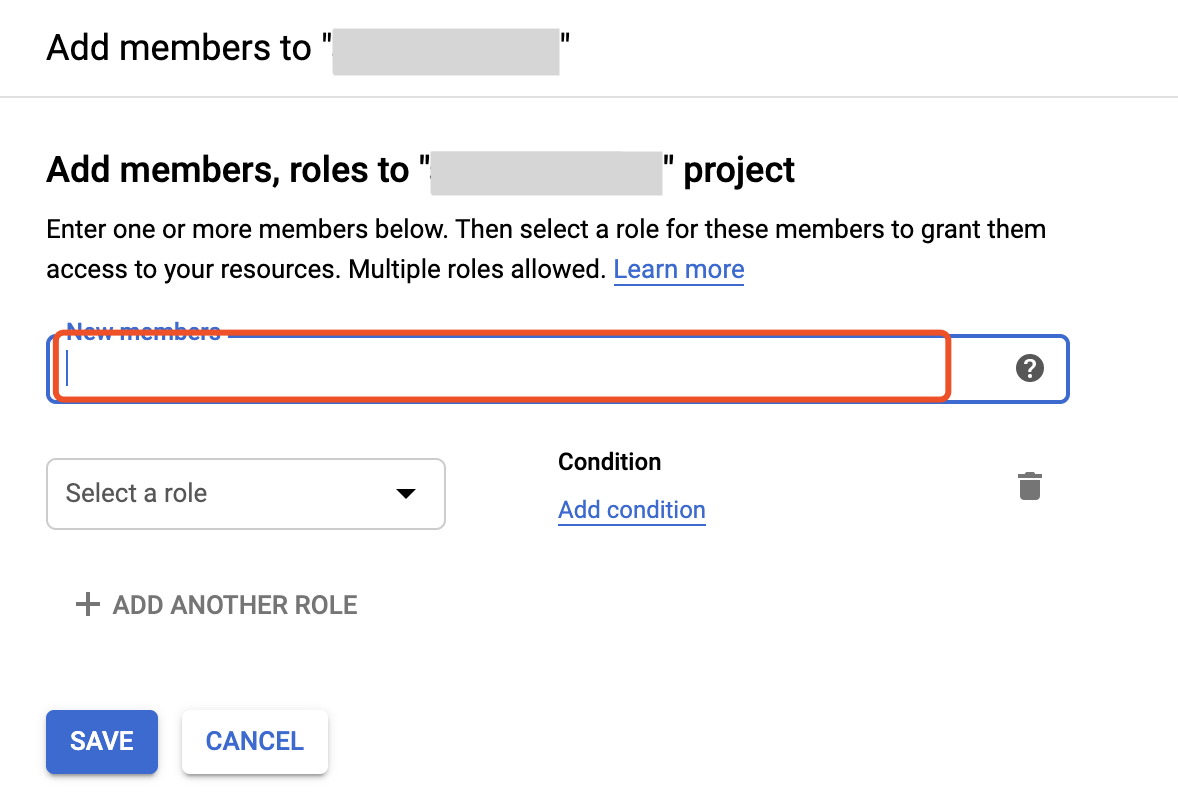 Add members to " "
Add members, roles to " " project
Enter one or more members below. Then select a role for these members to grant them
access to your resources. Multiple roles allowed. Learn more
New members
?
Select a role
Condition
Add condition
+ ADD ANOTHER ROLE
SAVE
CANCEL